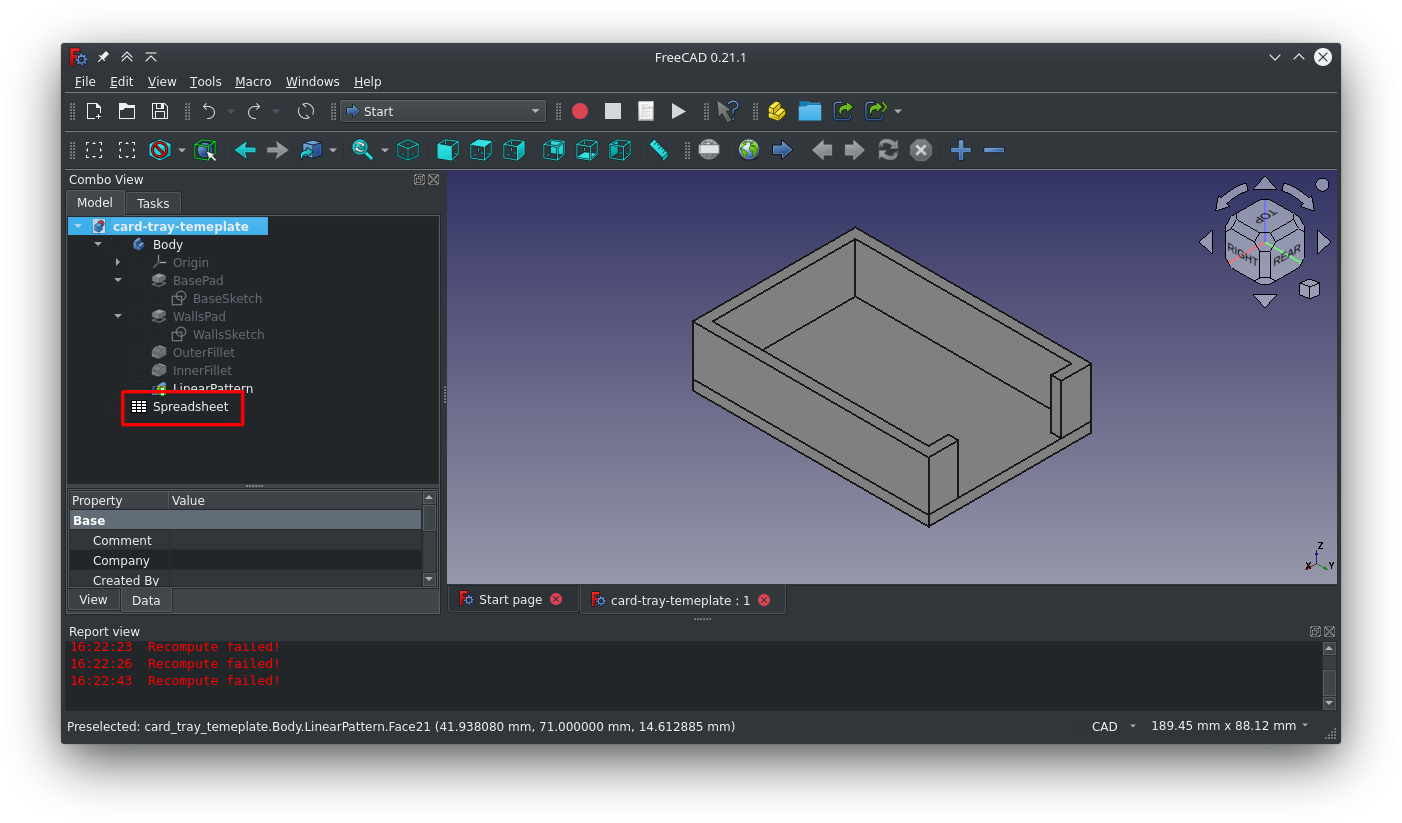 FreeCAD 0.21.1
File Edit View Tools Macro Windows Help
Start
Combo View
Model Tasks
card-tray-temeplate
Body
Origin
BasePad
BaseSketch
WallsPad
WallsSketch
OuterFillet
InnerFillet
LinearPattern
Spreadsheet
Property Value
Base
Comment
Company
Created By
View Data
TOP
RIGHT REAR
Z
X Y
Start page card-tray-temeplate : 1
Report view
16:22:23 Recompute failed!
16:22:26 Recompute failed!
16:22:43 Recompute failed!
Preselected: card_tray_temeplate.Body.LinearPattern.Face21 (41.938080 mm, 71.000000 mm, 14.612885 mm) CAD 189.45 mm x 88.12 mm